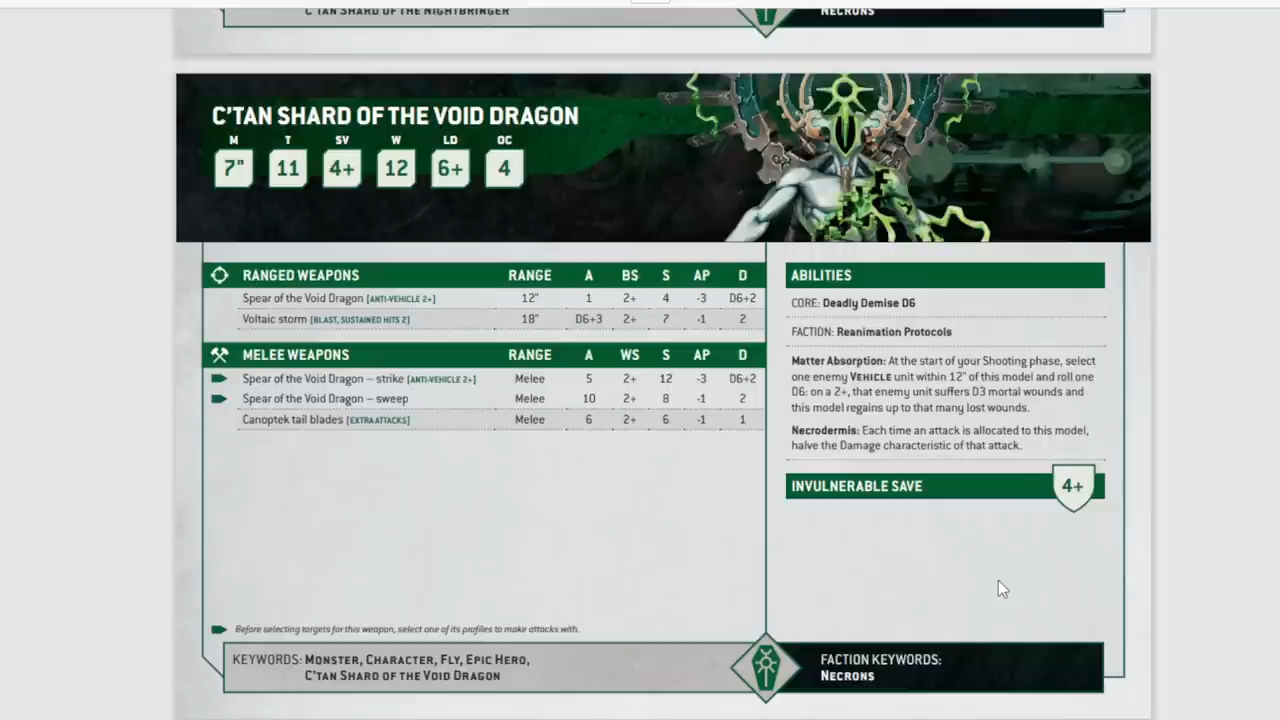 C'TAN SHARD OF THE NIGHTBRINGER
NECRONS
C'TAN SHARD OF THE VOID DRAGON
M T SV W LD OC
7" 11 4+ 12 6+ 4
RANGED WEAPONS RANGE A BS S AP D
Spear of the Void Dragon [ANTI-VEHICLE 2+] 12" 1 2+ 4 -3 D6+2
Voltaic storm [BLAST, SUSTAINED HITS 2] 18" D6+3 2+ 7 -1 2
MELEE WEAPONS RANGE A WS S AP D
Spear of the Void Dragon – strike [ANTI-VEHICLE 2+] Melee 5 2+ 12 -3 D6+2
Spear of the Void Dragon – sweep Melee 10 2+ 8 -1 2
Canoptek tail blades [EXTRA ATTACKS] Melee 6 2+ 6 -1 1
Before selecting targets for this weapon, select one of its profiles to make attacks with.
ABILITIES
CORE: Deadly Demise D6
FACTION: Reanimation Protocols
Matter Absorption: At the start of your Shooting phase, select
one enemy VEHICLE unit within 12" of this model and roll one
D6: on a 2+, that enemy unit suffers D3 mortal wounds and
this model regains up to that many lost wounds.
Necrodermis: Each time an attack is allocated to this model,
halve the Damage characteristic of that attack.
INVULNERABLE SAVE 4+
KEYWORDS: MONSTER, CHARACTER, FLY, EPIC HERO,
C'TAN SHARD OF THE VOID DRAGON
FACTION KEYWORDS:
NECRONS